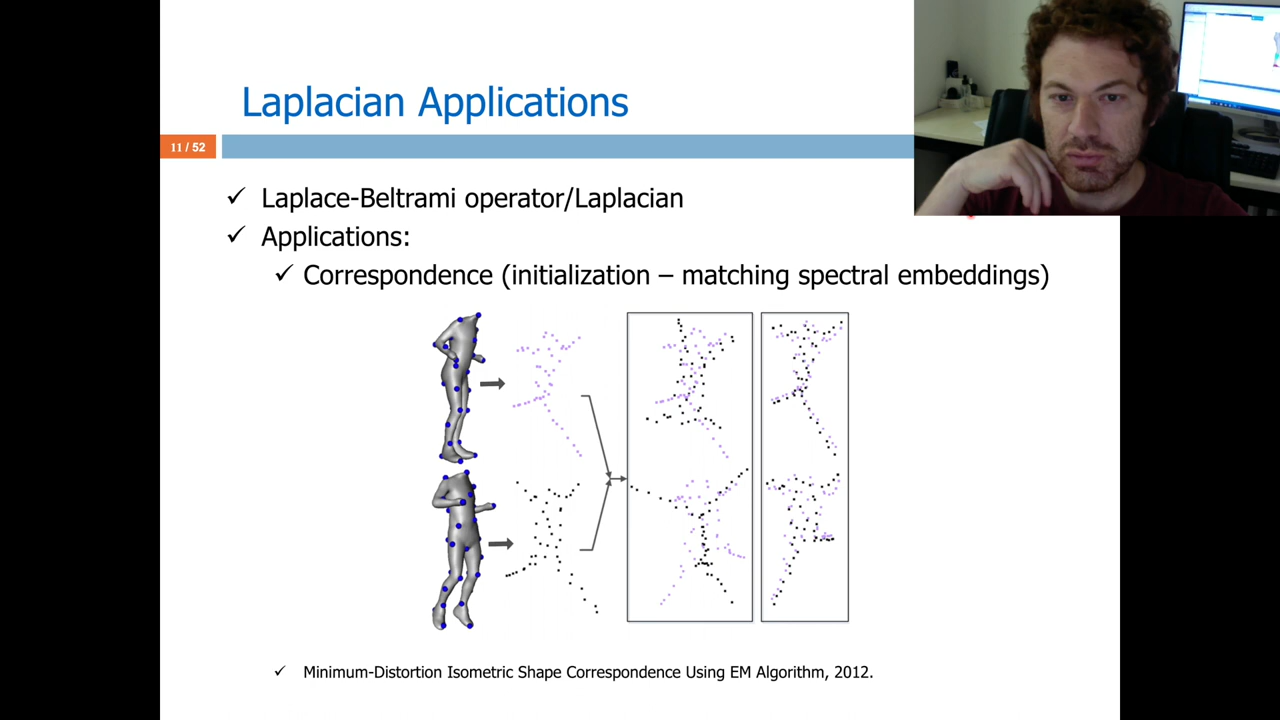 Laplacian Applications
11 / 52
✓ Laplace-Beltrami operator/Laplacian
✓ Applications:
✓ Correspondence (initialization – matching spectral embeddings)
✓ Minimum-Distortion Isometric Shape Correspondence Using EM Algorithm, 2012.